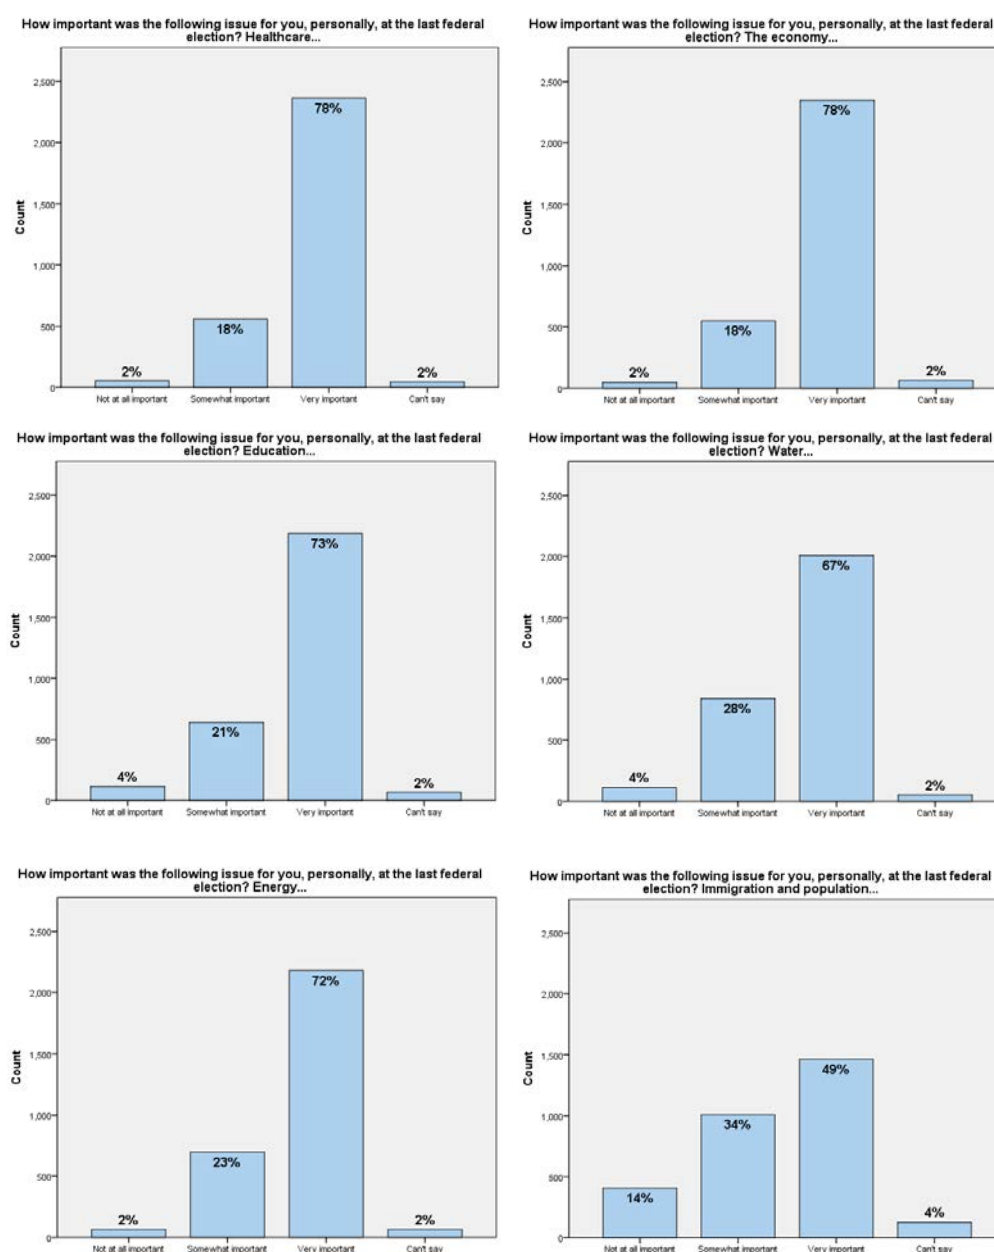 How important was the following issue for you, personally, at the last federal
election? Healthcare...
2,500
2,000
1,500
1,000
500
0
Count
78%
18%
2%
2%
Not at all important
Somewhat important
Very important
Can't say
How important was the following issue for you, personally, at the last federal
election? The economy...
2,500
2,000
1,500
1,000
500
0
Count
78%
18%
2%
2%
Not at all important
Somewhat important
Very important
Can't say
How important was the following issue for you, personally, at the last federal
election? Education...
2,500
2,000
1,500
1,000
500
0
Count
73%
21%
4%
2%
Not at all important
Somewhat important
Very important
Can't say
How important was the following issue for you, personally, at the last federal
election? Water...
2,500
2,000
1,500
1,000
500
0
Count
67%
28%
4%
2%
Not at all important
Somewhat important
Very important
Can't say
How important was the following issue for you, personally, at the last federal
election? Energy...
2,500
2,000
1,500
1,000
500
0
Count
72%
23%
2%
2%
Not at all important
Somewhat important
Very important
Can't say
How important was the following issue for you, personally, at the last federal
election? Immigration and population...
2,500
2,000
1,500
1,000
500
0
Count
49%
34%
14%
4%
Not at all important
Somewhat important
Very important
Can't say